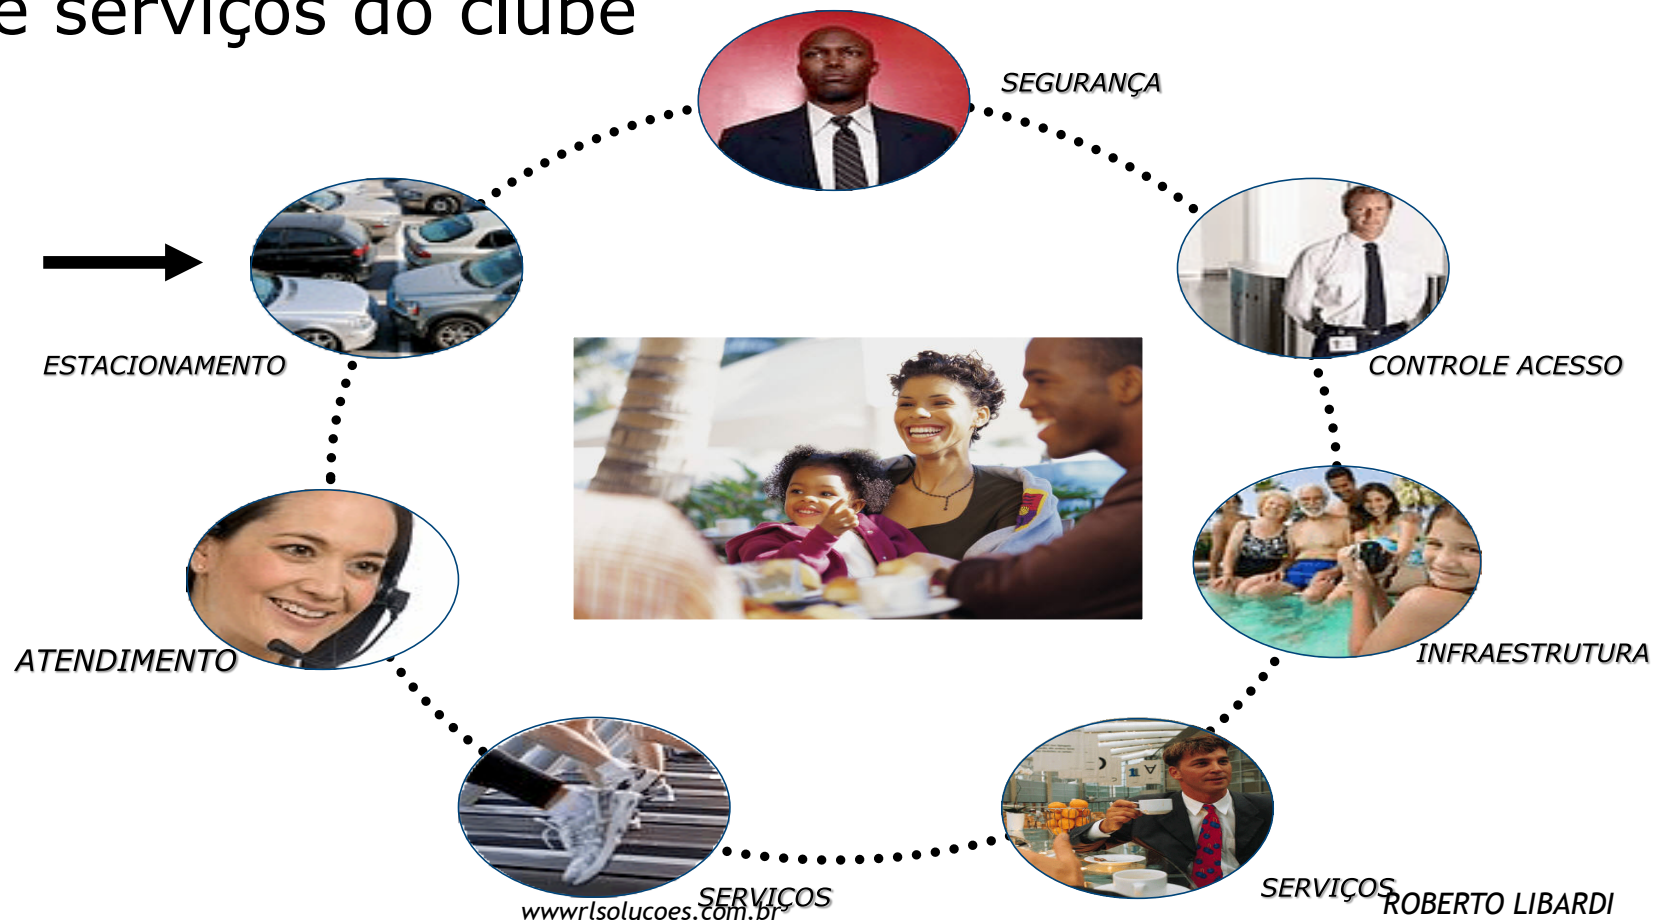 e serviços do clube
SEGURANÇA
ESTACIONAMENTO
CONTROLE ACESSO
ATENDIMENTO
INFRAESTRUTURA
SERVIÇOS
SERVIÇOS
wwwrlsolucoes.com.br
ROBERTO LIBARDI